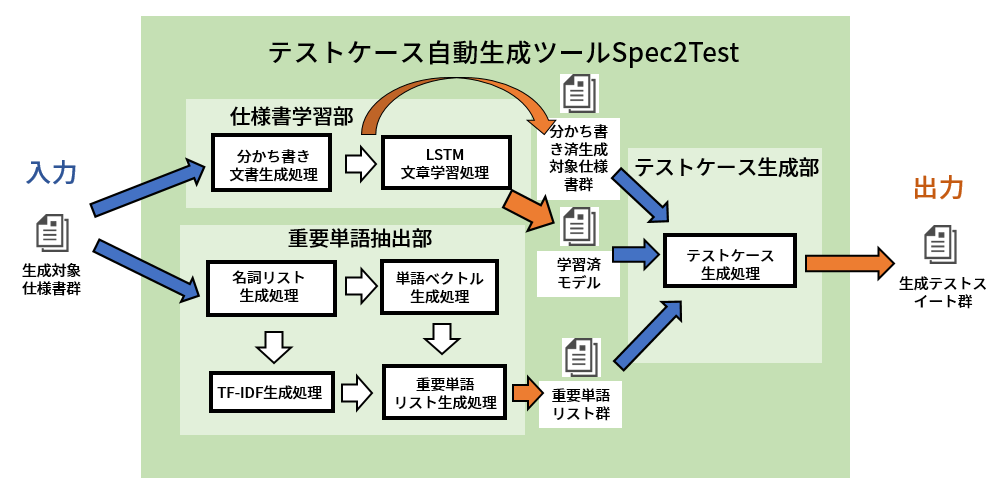 テストケース自動生成ツールSpec2Test
入力
生成対象
仕様書群
仕様書学習部
分かち書き
文書生成処理
LSTM
文章学習処理
重要単語抽出部
名詞リスト
生成処理
単語ベクトル
生成処理
TF-IDF生成処理
重要単語
リスト生成処理
分かち書
き済生成
対象仕様
書群
学習済
モデル
重要単語
リスト群
テストケース生成部
テストケース
生成処理
出力
生成テストス
イート群